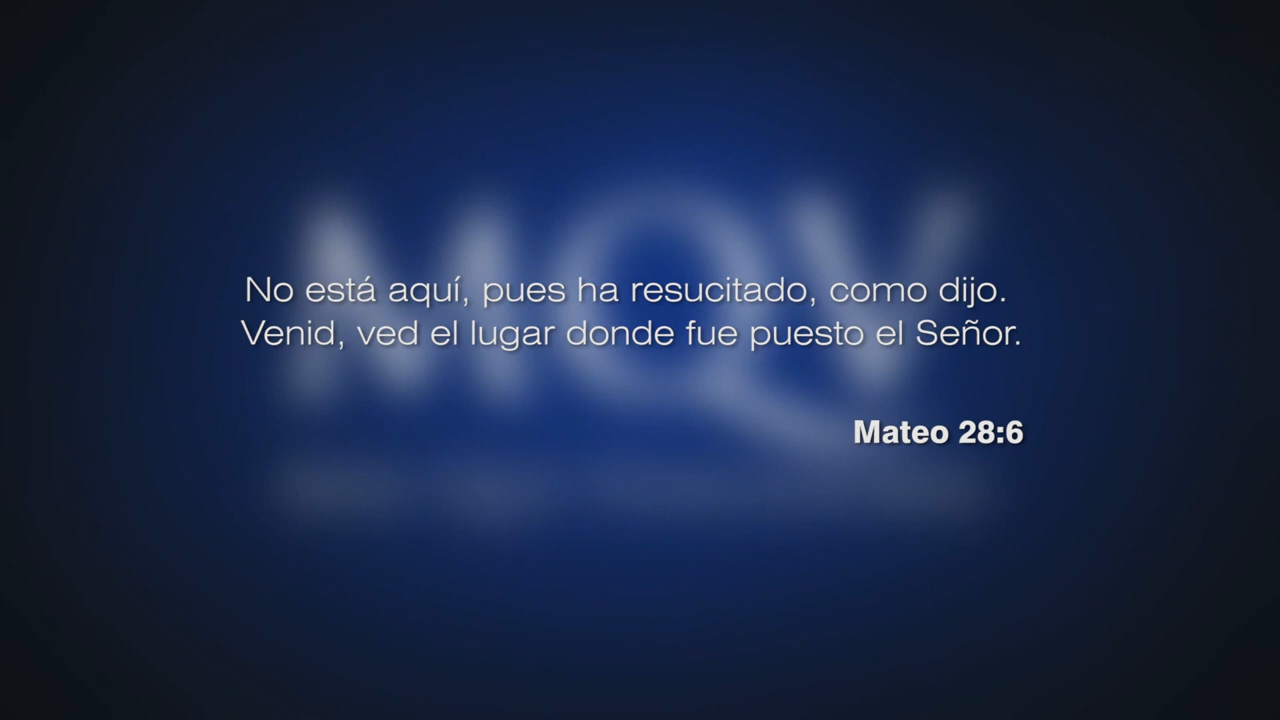 MQV
No está aquí, pues ha resucitado, como dijo.
Venid, ved el lugar donde fue puesto el Señor.
Mateo 28:6